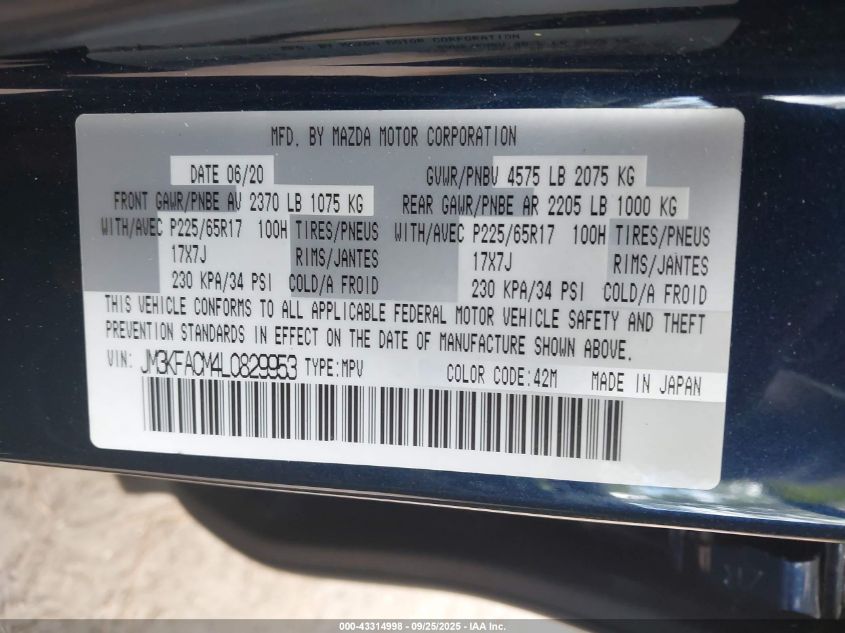 MFD. BY MAZDA MOTOR CORPORATION
DATE 06/20 GVWR/PNBV 4575 LB 2075 KG
FRONT GAWR/PNBE AV 2370 LB 1075 KG REAR GAWR/PNBE AR 2205 LB 1000 KG
WITH/AVEC P225/65R17 100H TIRES/PNEUS WITH/AVEC P225/65R17 100H TIRES/PNEUS
17X7J RIMS/JANTES 17X7J RIMS/JANTES
230 KPA/34 PSI COLD/A FROID 230 KPA/34 PSI COLD/A FROID
THIS VEHICLE CONFORMS TO ALL APPLICABLE FEDERAL MOTOR VEHICLE SAFETY AND THEFT
PREVENTION STANDARDS IN EFFECT ON THE DATE OF MANUFACTURE SHOWN ABOVE.
VIN: JM3KFACM4L0829953 TYPE:MPV COLOR CODE:42M MADE IN JAPAN
000-43314998 - 09/25/2025 - IAA Inc.